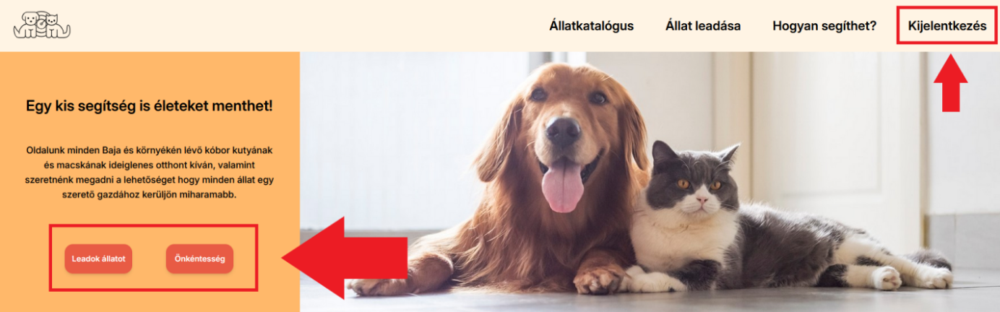 Állatkatalógus Állat leadása Hogyan segíthet? Kijelentkezés
Egy kis segítség is életeket menthet!
Oldalunk minden Baja és környékén lévő kóbor kutyának
és macskának ideiglenes otthont kíván, valamint
szeretnénk megadni a lehetőséget hogy minden állat egy
szerető gazdához kerüljön miharamabb.
Leadok állatot Önkéntesség